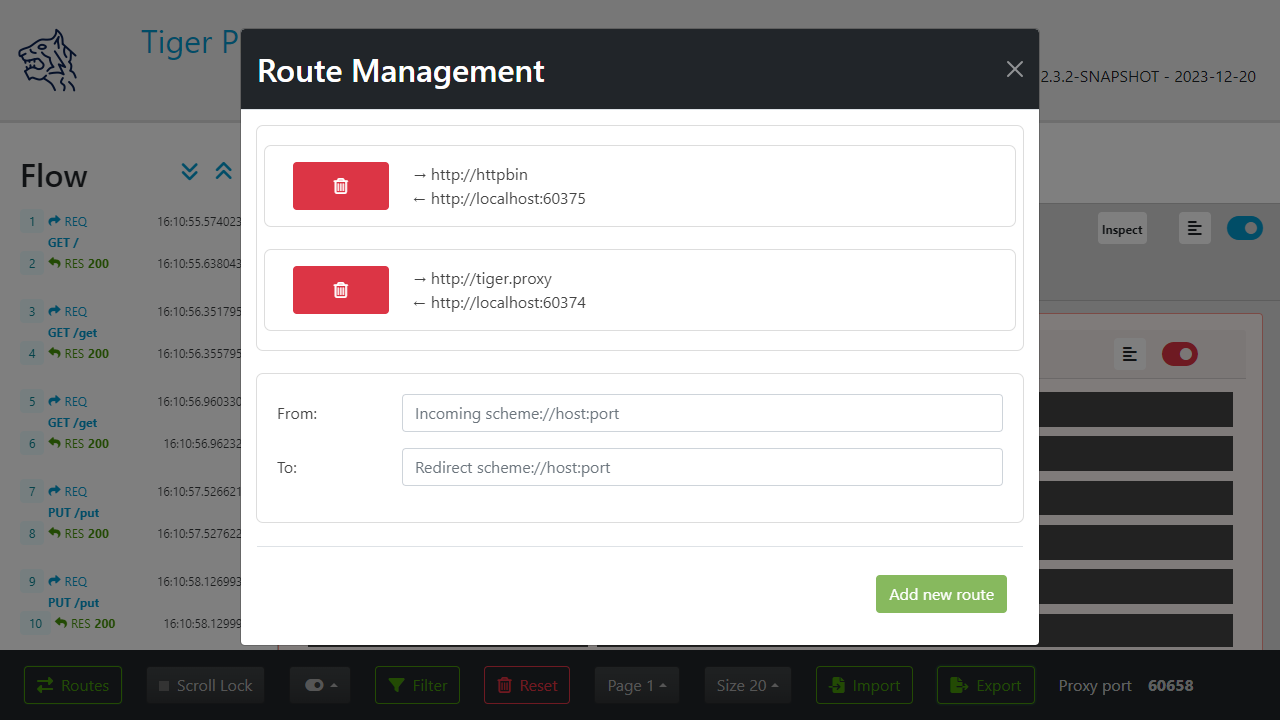 Tiger P
2.3.2-SNAPSHOT - 2023-12-20
Route Management
→ http://httpbin
← http://localhost:60375
→ http://tiger.proxy
← http://localhost:60374
From:
Incoming scheme://host:port
To:
Redirect scheme://host:port
Add new route
Flow
1 REQ 16:10:55.574023
GET /
2 RES 200 16:10:55.638043
3 REQ 16:10:56.351795
GET /get
4 RES 200 16:10:56.355795
5 REQ 16:10:56.960330
GET /get
6 RES 200 16:10:56.96232
7 REQ 16:10:57.526621
PUT /put
8 RES 200 16:10:57.527622
9 REQ 16:10:58.126993
PUT /put
10 RES 200 16:10:58.12999
Inspect
Routes
Scroll Lock
Filter
Reset
Page 1
Size 20
Import
Export
Proxy port 60658